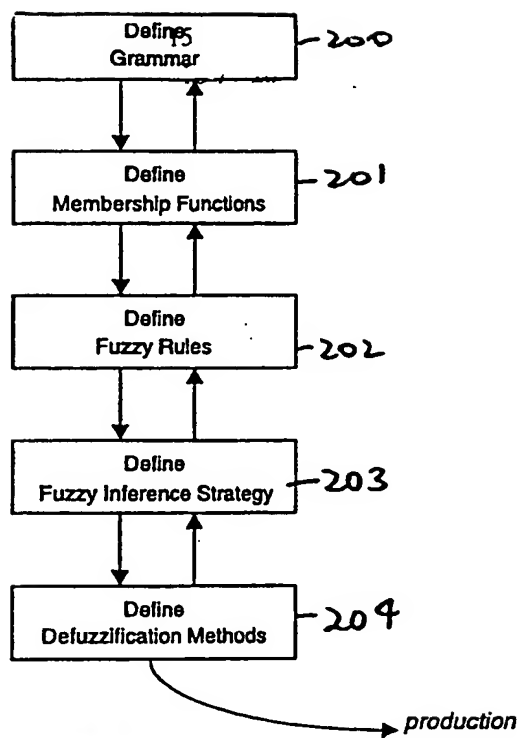 Define
15
Grammar
200
Define
Membership Functions
201
Define
Fuzzy Rules
202
Define
Fuzzy Inference Strategy
203
Define
Defuzzification Methods
204
production